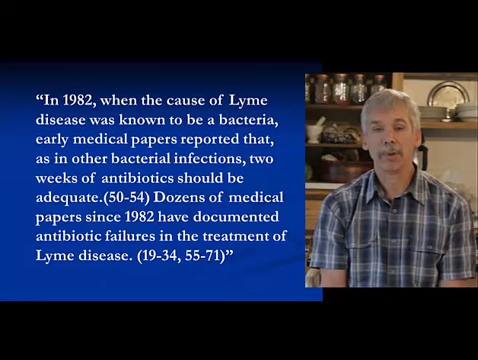 “In 1982, when the cause of Lyme
disease was known to be a bacteria,
early medical papers reported that,
as in other bacterial infections, two
weeks of antibiotics should be
adequate.(50-54) Dozens of medical
papers since 1982 have documented
antibiotic failures in the treatment of
Lyme disease. (19-34, 55-71)”